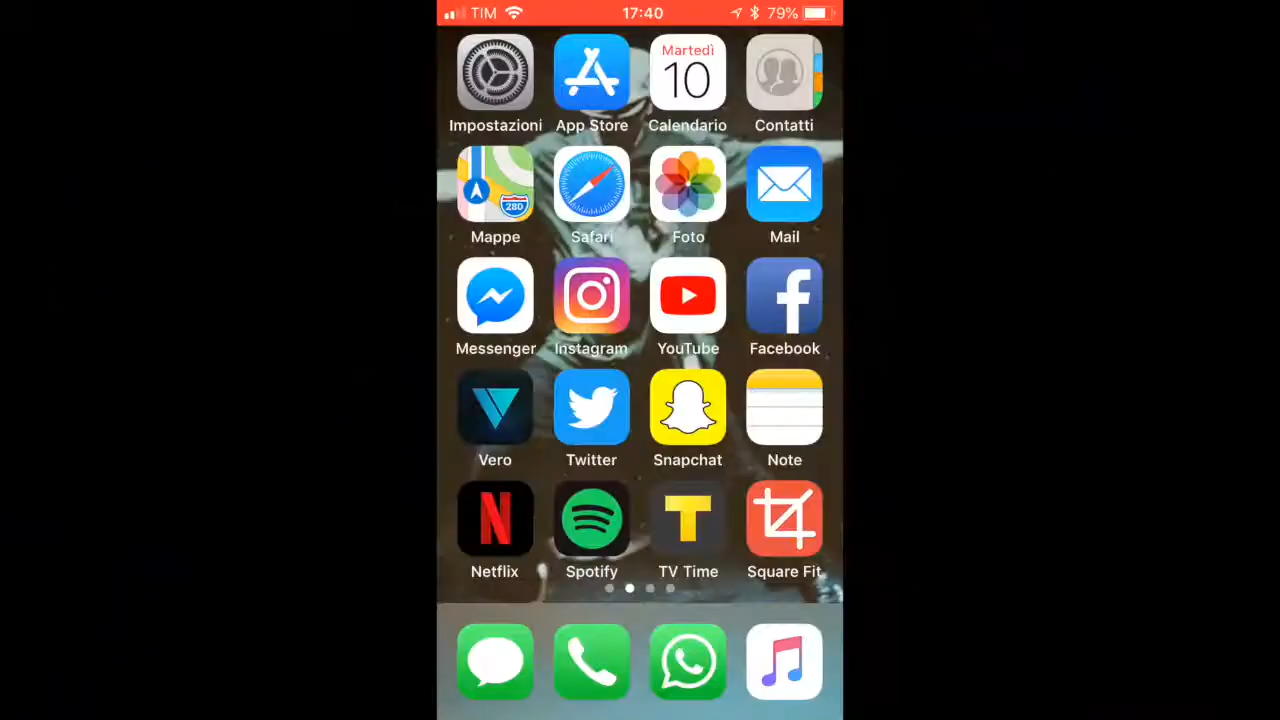 TIM 17:40 79%
Martedì
10
Impostazioni App Store Calendario Contatti
280
Mappe Safari Foto Mail
Messenger Instagram YouTube Facebook
Vero Twitter Snapchat Note
N T
Netflix Spotify TV Time Square Fit